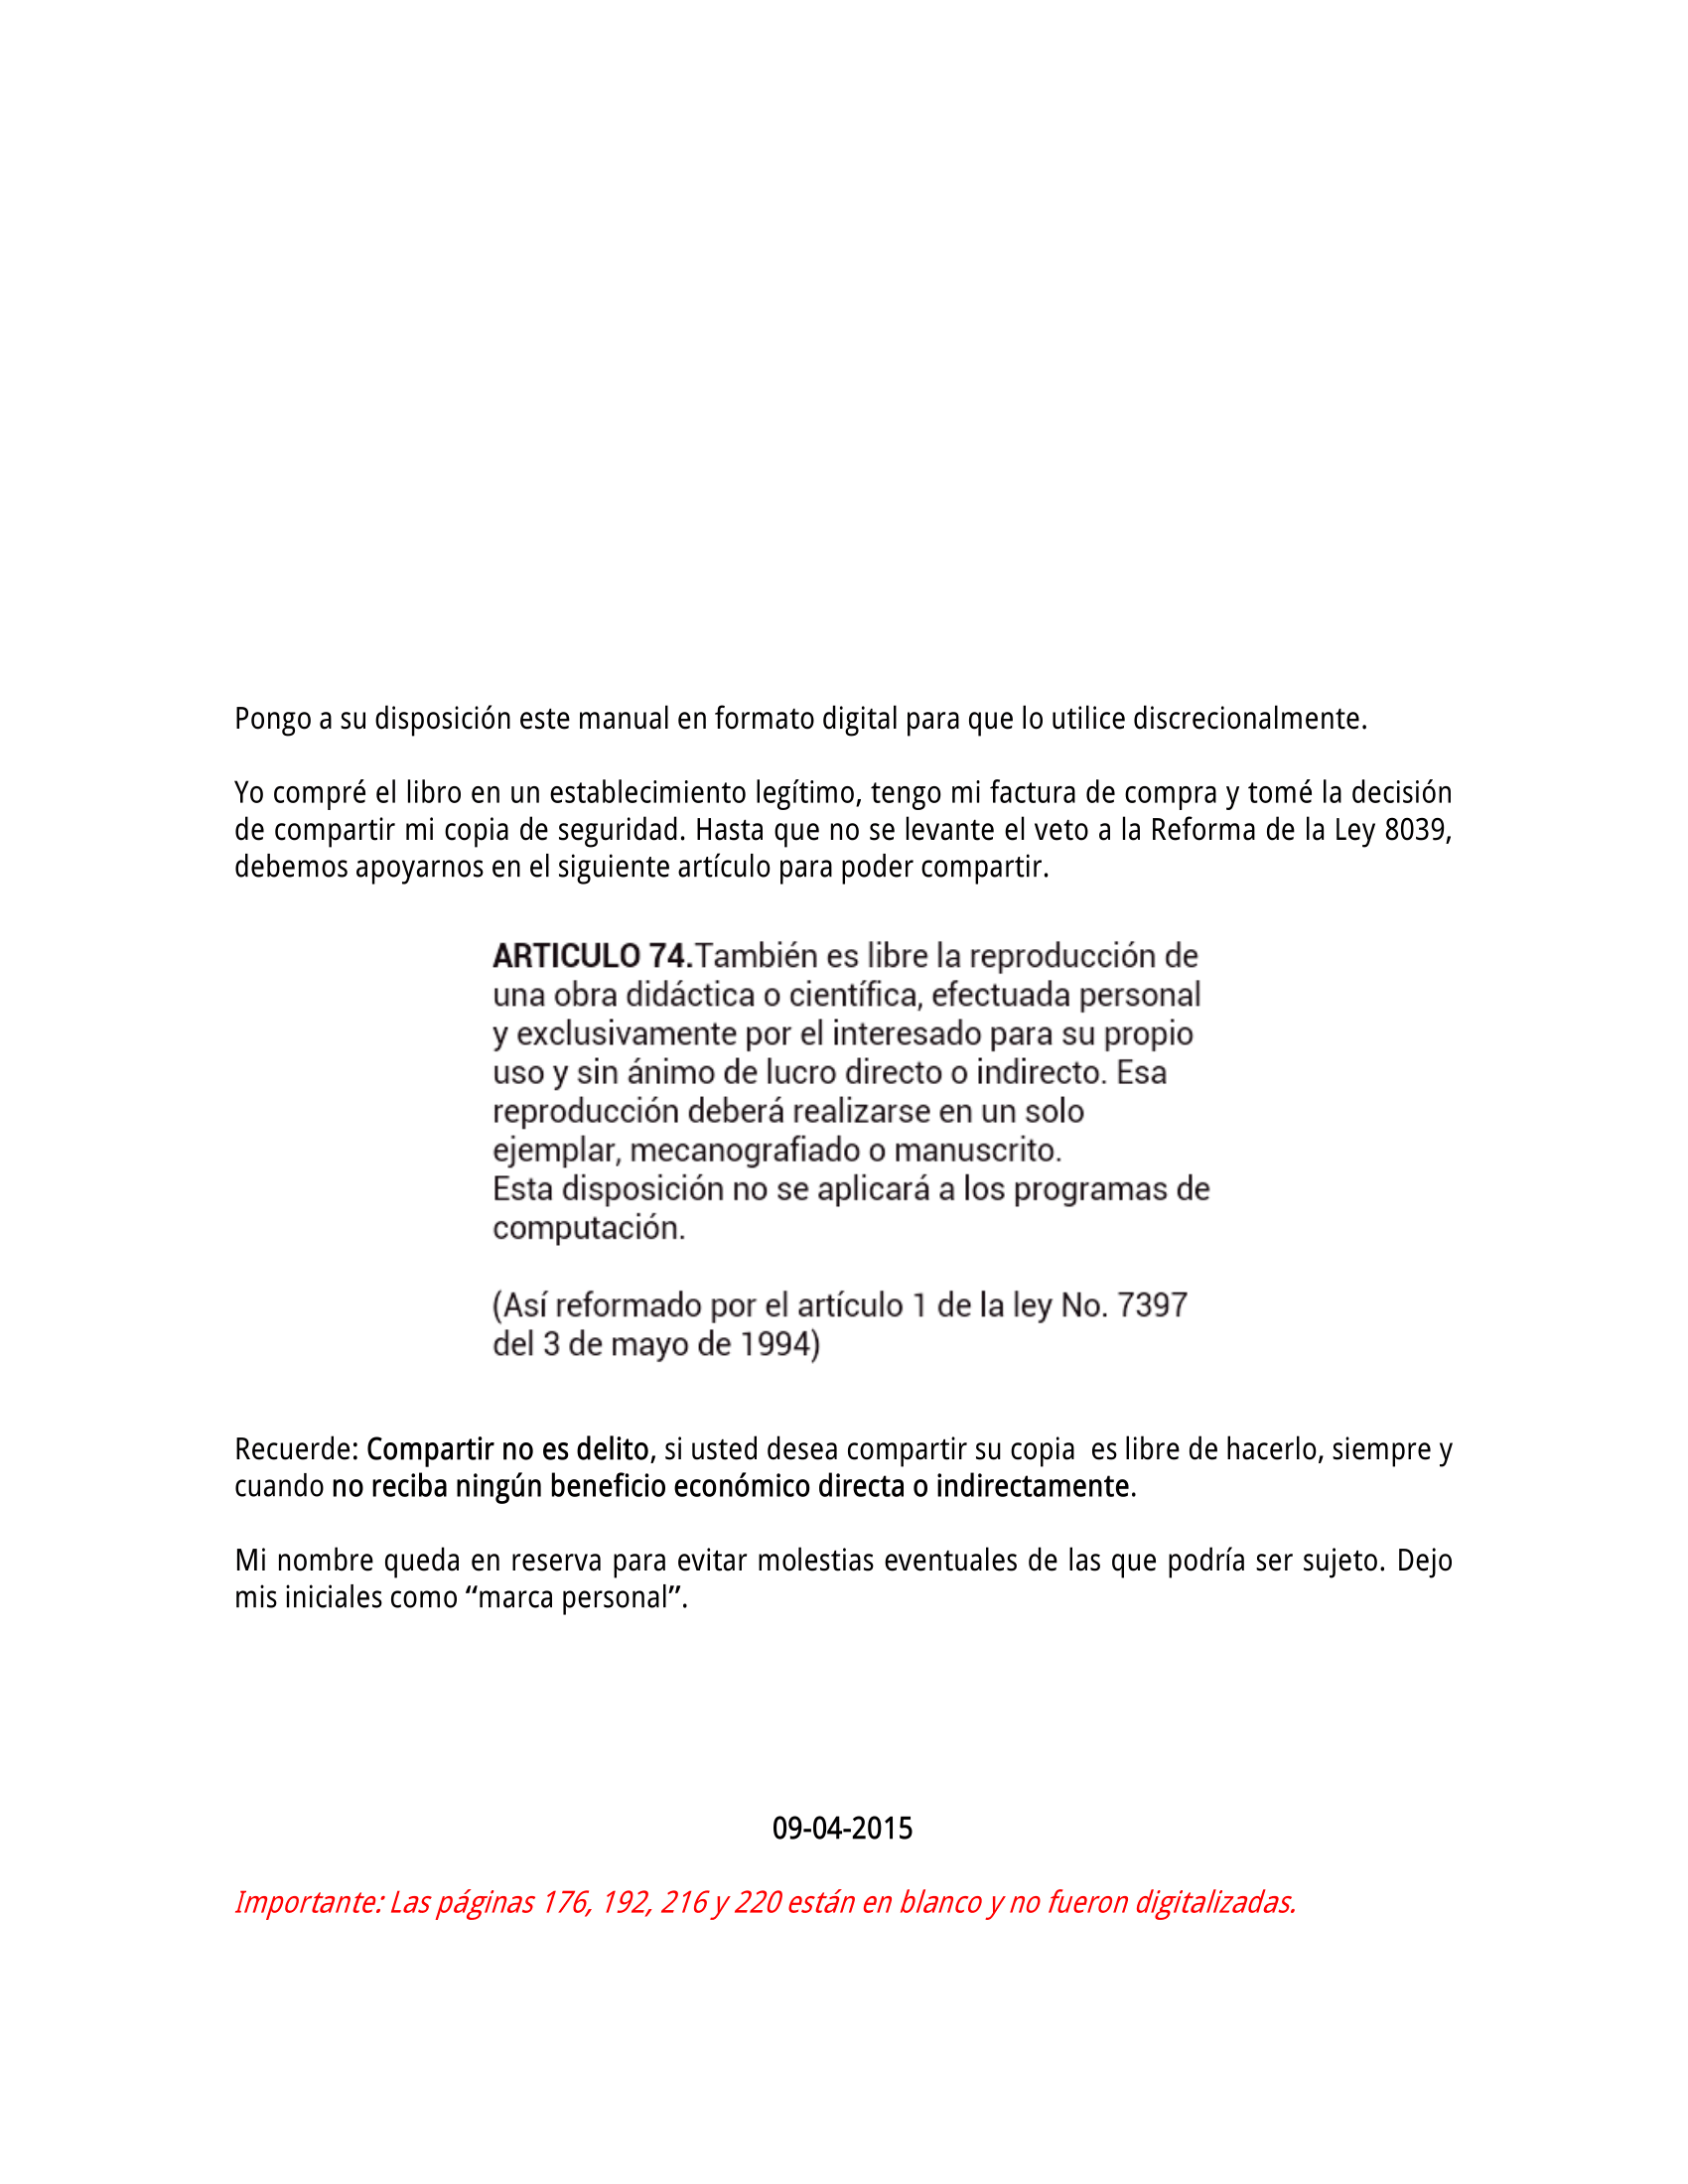 Pongo a su disposición este manual en formato digital para que lo utilice discrecionalmente.
Yo compré el libro en un establecimiento legítimo, tengo mi factura de compra y tomé la decisión
de compartir mi copia de seguridad. Hasta que no se levante el veto a la Reforma de la Ley 8039,
debemos apoyarnos en el siguiente artículo para poder compartir.
ARTICULO 74.También es libre la reproducción de
una obra didáctica o científica, efectuada personal
y exclusivamente por el interesado para su propio
uso y sin ánimo de lucro directo o indirecto. Esa
reproducción deberá realizarse en un solo
ejemplar, mecanografiado o manuscrito.
Esta disposición no se aplicará a los programas de
computación.
(Así reformado por el artículo 1 de la ley No. 7397
del 3 de mayo de 1994)
Recuerde: Compartir no es delito, si usted desea compartir su copia  es libre de hacerlo, siempre y
cuando no reciba ningún beneficio económico directa o indirectamente.
Mi nombre queda en reserva para evitar molestias eventuales de las que podría ser sujeto. Dejo
mis iniciales como “marca personal”.
09-04-2015
Importante: Las páginas 176, 192, 216 y 220 están en blanco y no fueron digitalizadas.